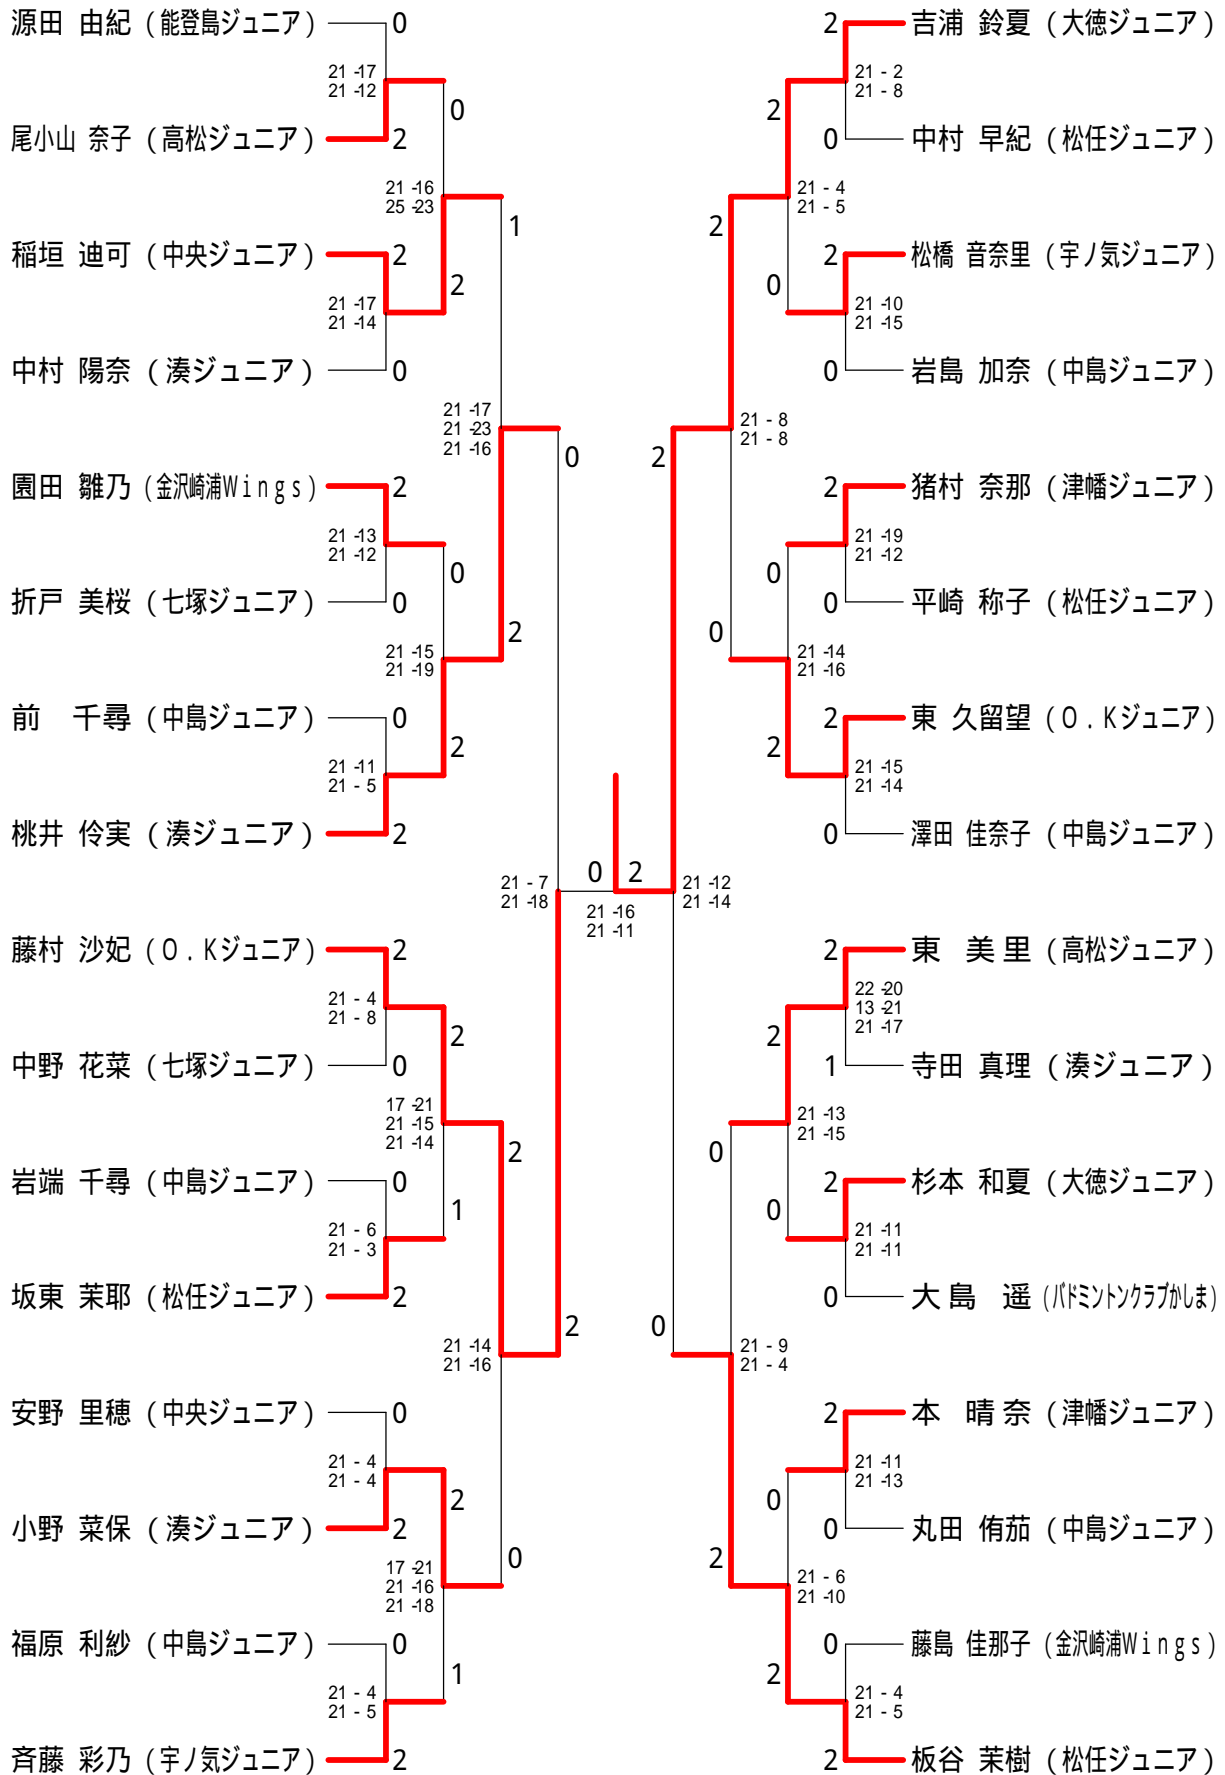 源田 由紀 (能登島ジュニア) 0
21 -17
21 -12
尾小山 奈子 (高松ジュニア) 2
0
21 -16
25 -23
稲垣 迪可 (中央ジュニア) 2
21 -17
21 -14
2
中村 陽奈 (湊ジュニア) 0
1
21 -17
21 -23
21 -16
0
園田 雛乃 (金沢崎浦Wings) 2
21 -13
21 -12
0
折戸 美桜 (七塚ジュニア) 0
2
21 -15
21 -19
前 千尋 (中島ジュニア) 0
21 -11
21 - 5
2
桃井 伶実 (湊ジュニア) 2
21 - 7
21 -18
0 2
21 -16
21 -11
藤村 沙妃 (O.Kジュニア) 2
21 - 4
21 - 8
2
中野 花菜 (七塚ジュニア) 0
17 -21
21 -15
21 -14
2
岩端 千尋 (中島ジュニア) 0
21 - 6
21 - 3
1
坂東 茉耶 (松任ジュニア) 2
21 -14
21 -16
2
安野 里穂 (中央ジュニア) 0
21 - 4
21 - 4
2
小野 菜保 (湊ジュニア) 2
17 -21
21 -16
21 -18
0
福原 利紗 (中島ジュニア) 0
21 - 4
21 - 5
1
斉藤 彩乃 (宇ノ気ジュニア) 2
2 吉浦 鈴夏 (大徳ジュニア)
21 - 2
21 - 8
2
0 中村 早紀 (松任ジュニア)
21 - 4
21 - 5
2
2 松橋 音奈里 (宇ノ気ジュニア)
0
21 -10
21 -15
0 岩島 加奈 (中島ジュニア)
21 - 8
21 - 8
2
2 猪村 奈那 (津幡ジュニア)
21 -19
21 -12
0
0 平崎 称子 (松任ジュニア)
0
21 -14
21 -16
2 東 久留望 (O.Kジュニア)
2
21 -15
21 -14
0 澤田 佳奈子 (中島ジュニア)
21 -12
21 -14
2 東 美里 (高松ジュニア)
22 -20
13 -21
21 -17
2
1 寺田 真理 (湊ジュニア)
21 -13
21 -15
0
2 杉本 和夏 (大徳ジュニア)
0
21 -11
21 -11
0 大島 遥 (バドミントンクラブかしま)
0
21 - 9
21 - 4
2 本 晴奈 (津幡ジュニア)
21 -11
21 -13
0
0 丸田 侑茄 (中島ジュニア)
2
21 - 6
21 -10
0 藤島 佳那子 (金沢崎浦Wings)
2
21 - 4
21 - 5
2 板谷 茉樹 (松任ジュニア)